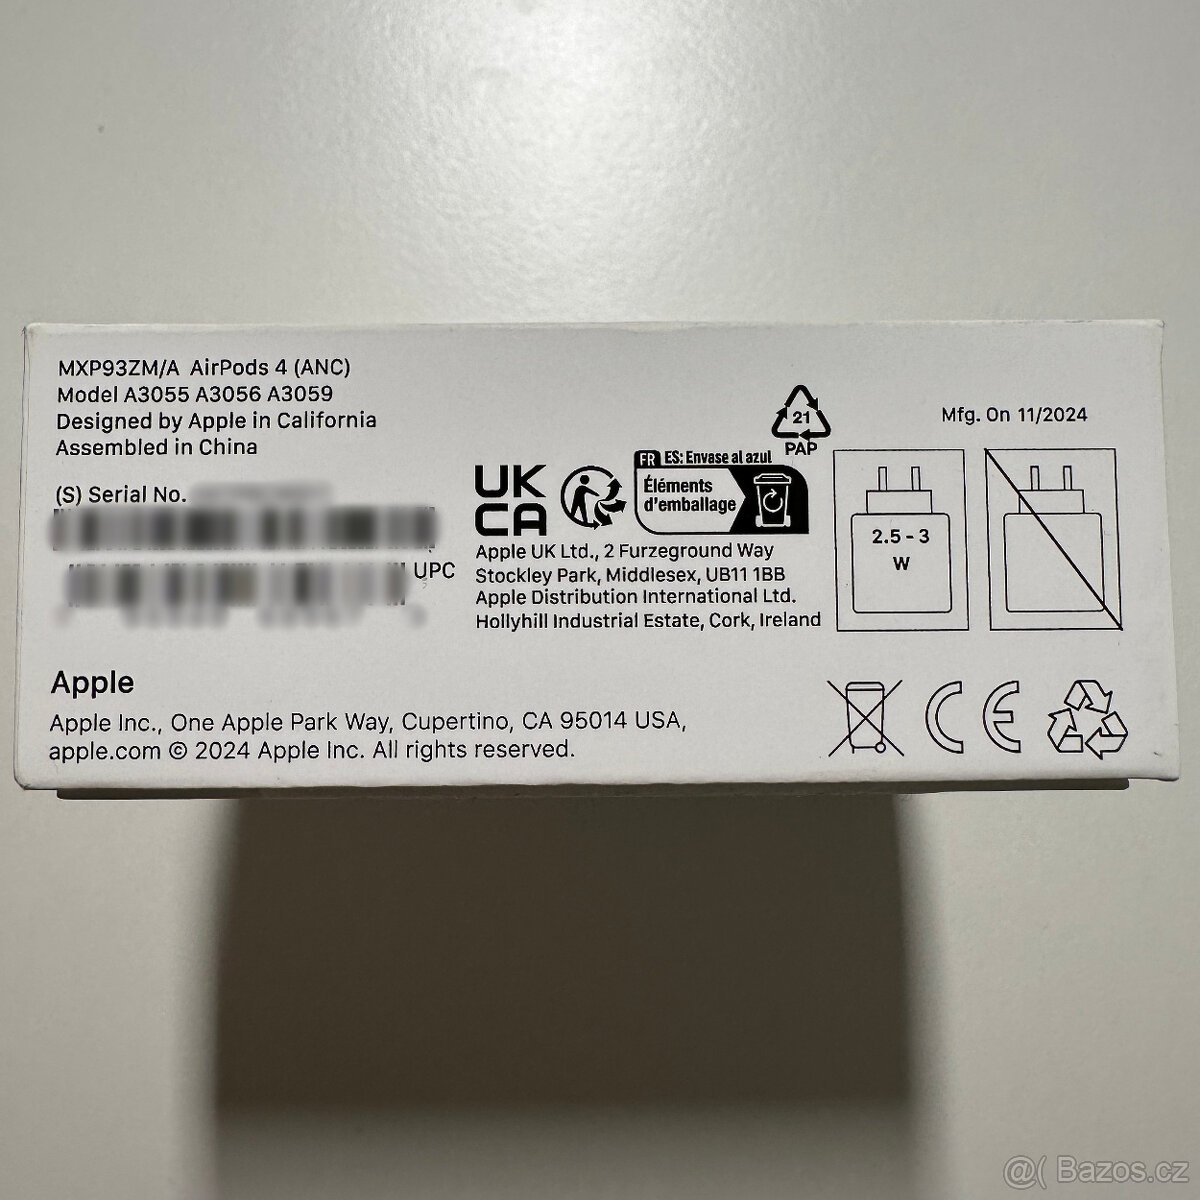 MXP93ZM/A AirPods 4 (ANC)
Model A3055 A3056 A3059
Designed by Apple in California
Assembled in China
(S) Serial No.
UPC
UK
CA
FR ES: Envase al azul
Éléments
d'emballage
21
PAP
Apple UK Ltd., 2 Furzeground Way
Stockley Park, Middlesex, UB11 1BB
Apple Distribution International Ltd.
Hollyhill Industrial Estate, Cork, Ireland
Mfg. On 11/2024
2.5 - 3
W
Apple
Apple Inc., One Apple Park Way, Cupertino, CA 95014 USA,
apple.com © 2024 Apple Inc. All rights reserved.
CE
@( Bazos.cz